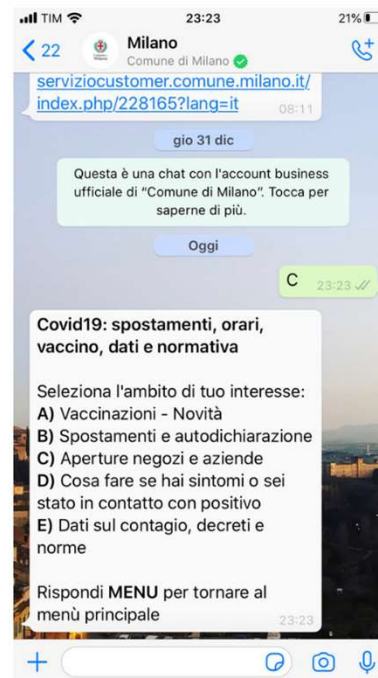 TIM 23:23 21%
22 Milano
Comune di Milano
serviziocustomer.comune.milano.it/
index.php/228165?lang=it 08:11
gio 31 dic
Questa è una chat con l'account business
ufficiale di “Comune di Milano”. Tocca per
saperne di più.
Oggi
C 23:23
Covid19: spostamenti, orari,
vaccino, dati e normativa
Seleziona l'ambito di tuo interesse:
A) Vaccinazioni - Novità
B) Spostamenti e autodichiarazione
C) Aperture negozi e aziende
D) Cosa fare se hai sintomi o sei
stato in contatto con positivo
E) Dati sul contagio, decreti e
norme
Rispondi MENU per tornare al
menù principale 23:23